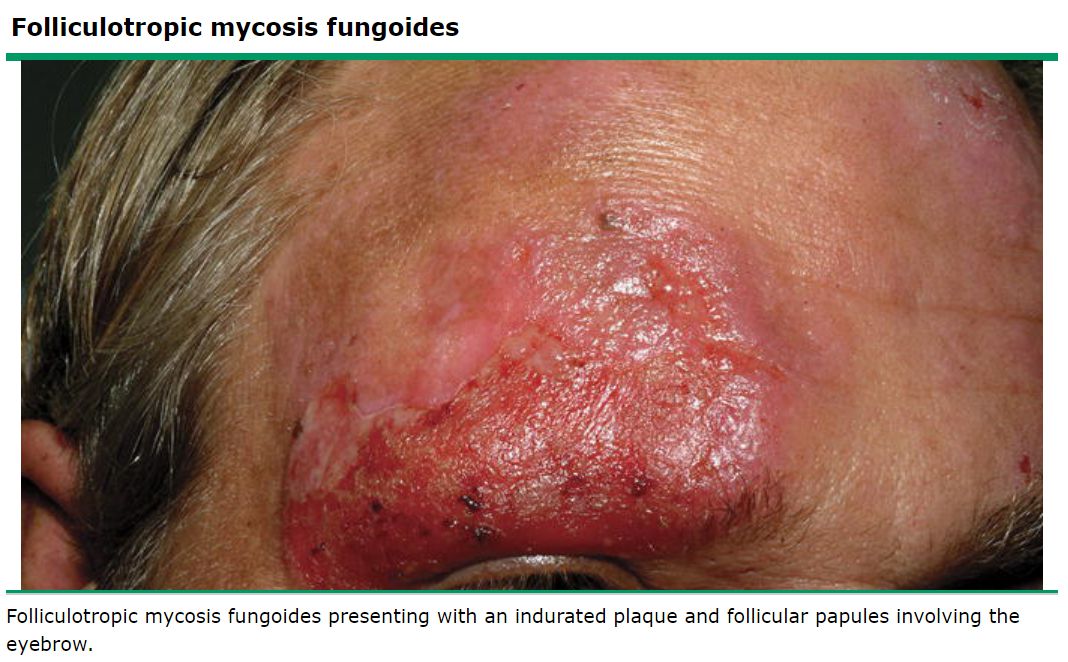 Folliculotropic mycosis fungoides
Folliculotropic mycosis fungoides presenting with an indurated plaque and follicular papules involving the
eyebrow.